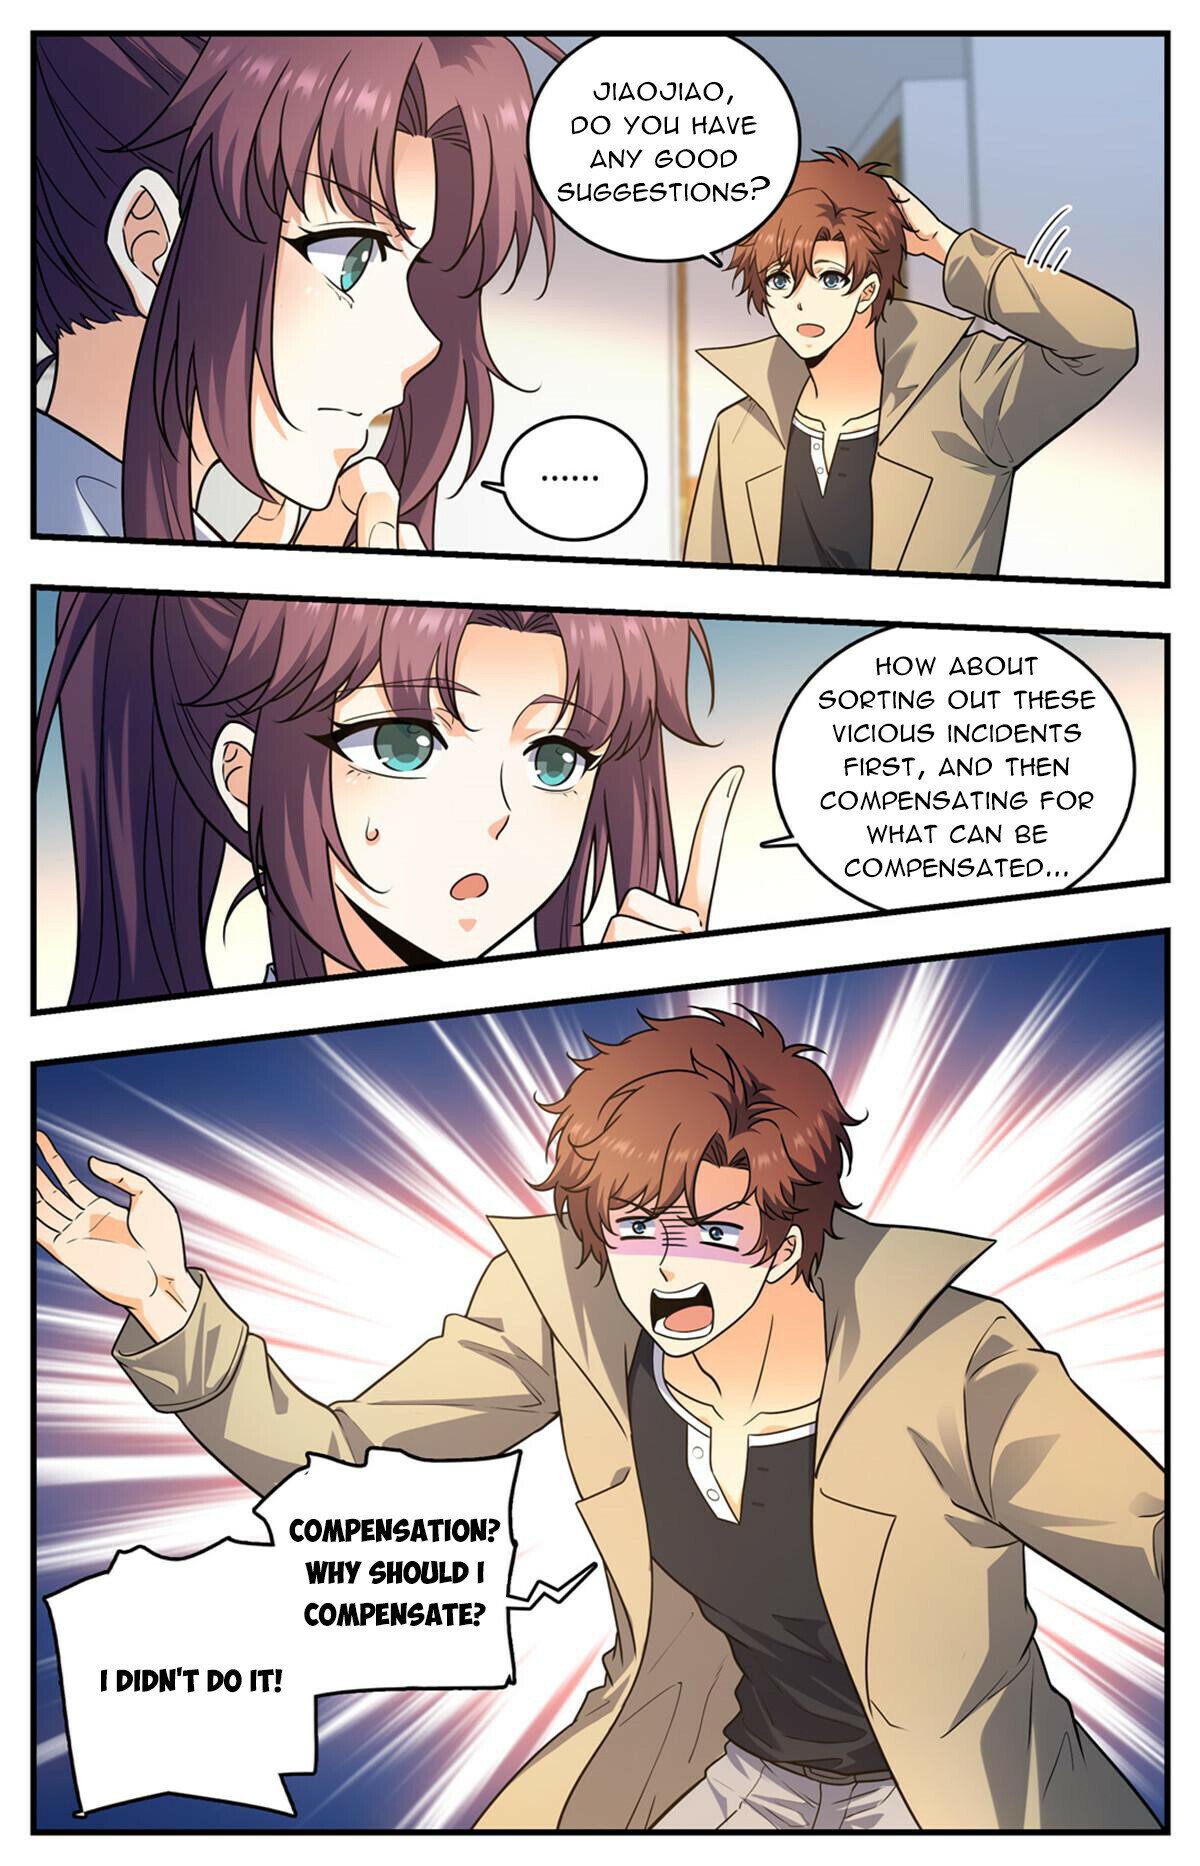 JIAOJIAO,
DO YOU HAVE
ANY GOOD
SUGGESTIONS?
......
HOW ABOUT
SORTING OUT THESE
VICIOUS INCIDENTS
FIRST, AND THEN
COMPENSATING FOR
WHAT CAN BE
COMPENSATED...
COMPENSATION?
WHY SHOULD I
COMPENSATE?
I DIDN'T DO IT!